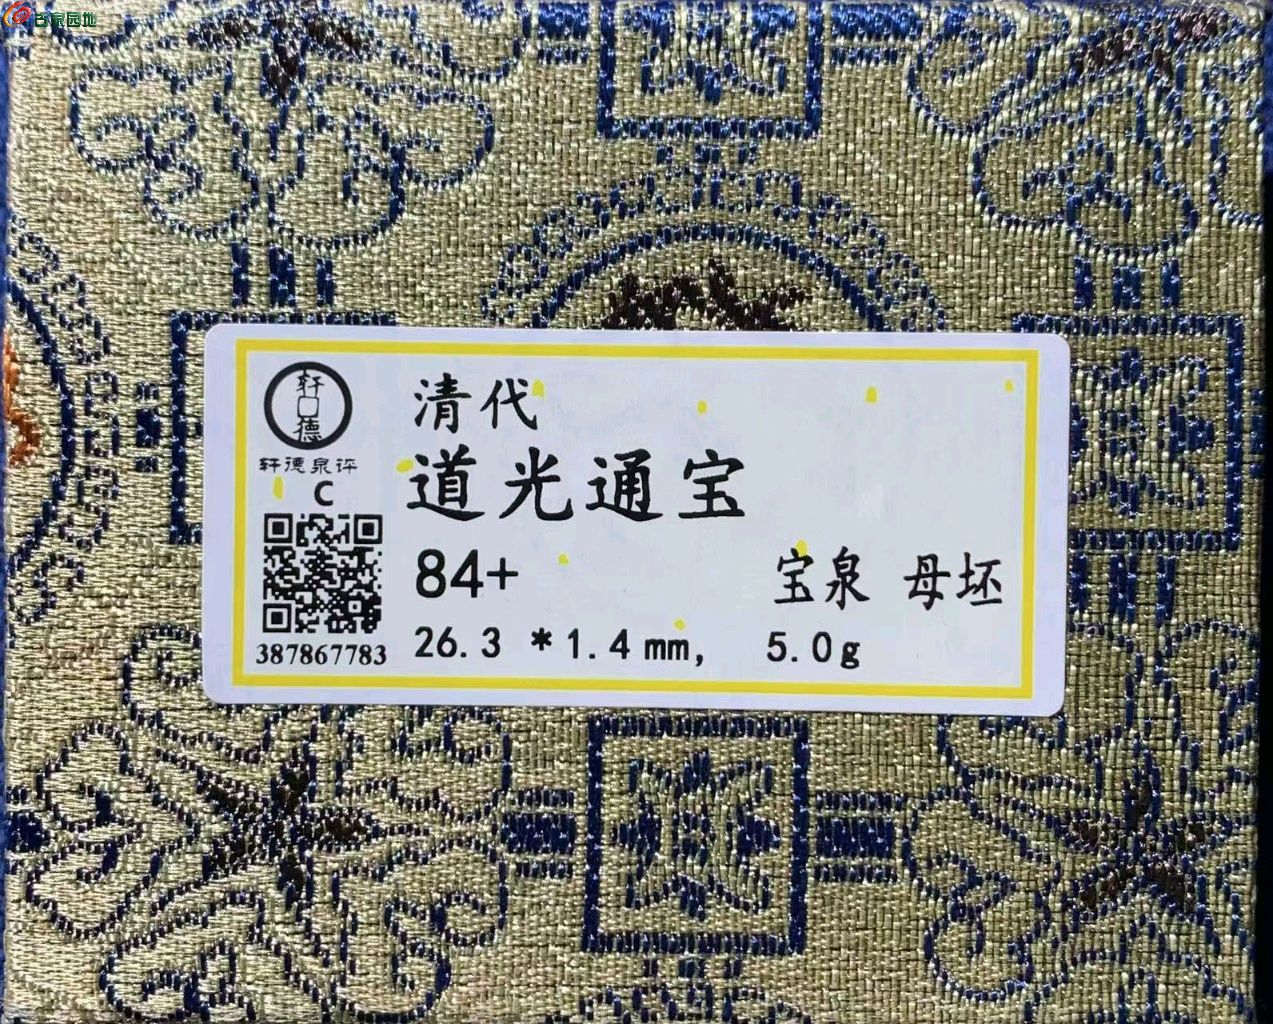 古泉园地
清代
轩德
轩德泉评
道光通宝
C
84+
宝泉 母坯
387867783
26.3 *1.4mm, 5.0g